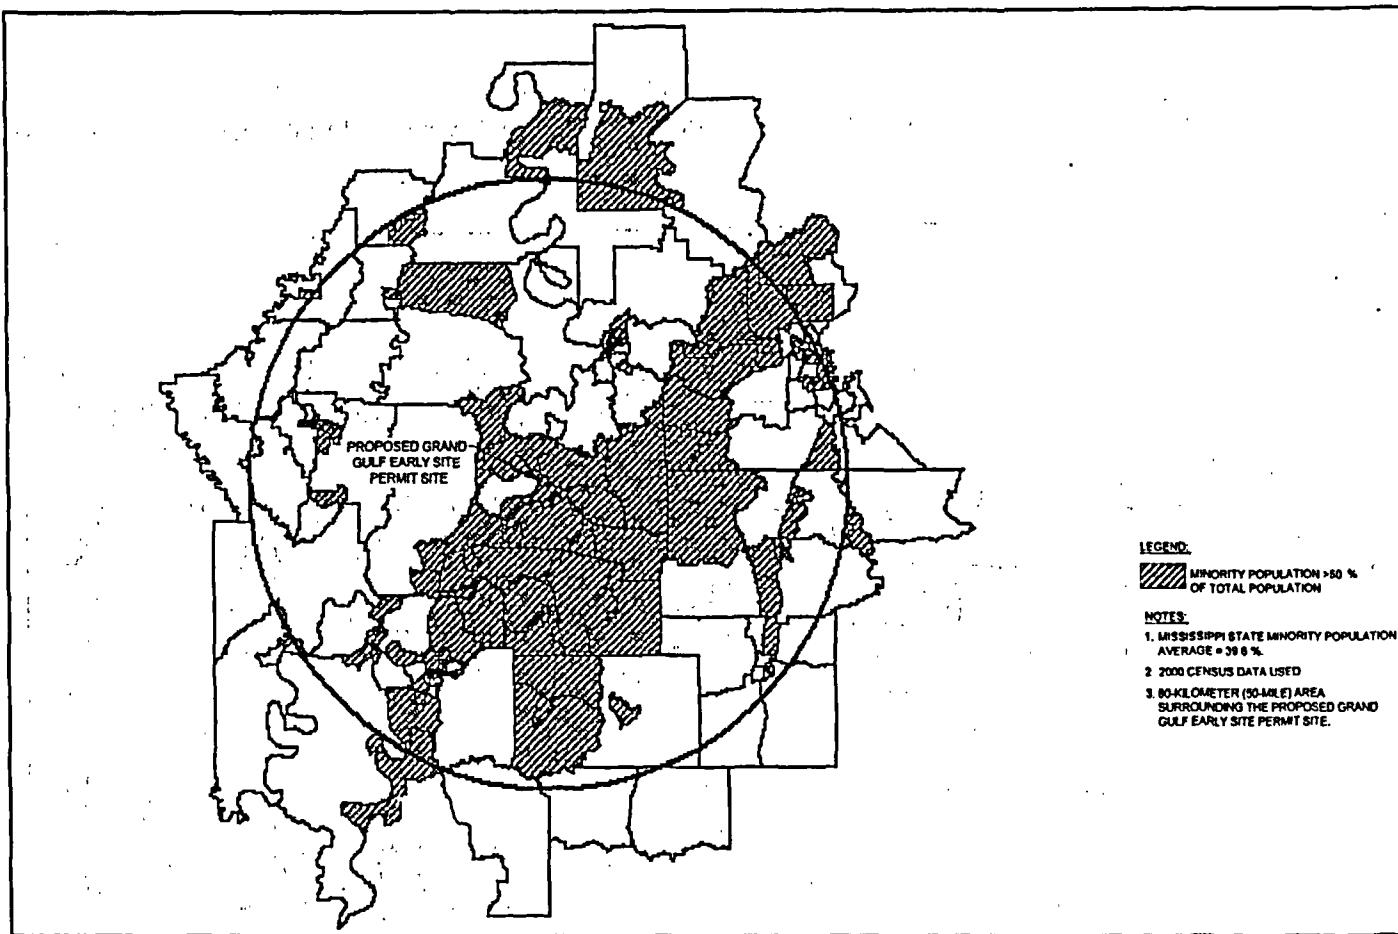 PROPOSED GRAND
GULF EARLY SITE
PERMIT SITE
LEGEND:
MINORITY POPULATION >50 %
OF TOTAL POPULATION
NOTES:
1. MISSISSIPPI STATE MINORITY POPULATION
AVERAGE = 39 6 %.
2 2000 CENSUS DATA USED
3. 80-KILOMETER (50-MILE) AREA
SURROUNDING THE PROPOSED GRAND
GULF EARLY SITE PERMIT SITE.